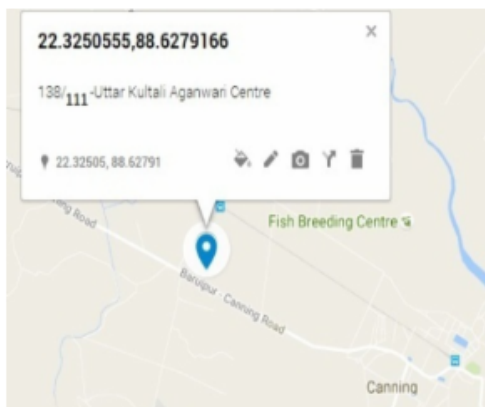 22.3250555,88.6279166
138/111-Uttar Kultali Aganwari Centre
22.32505, 88.62791
Fish Breeding Centre
Baruipur - Canning Road
Canning